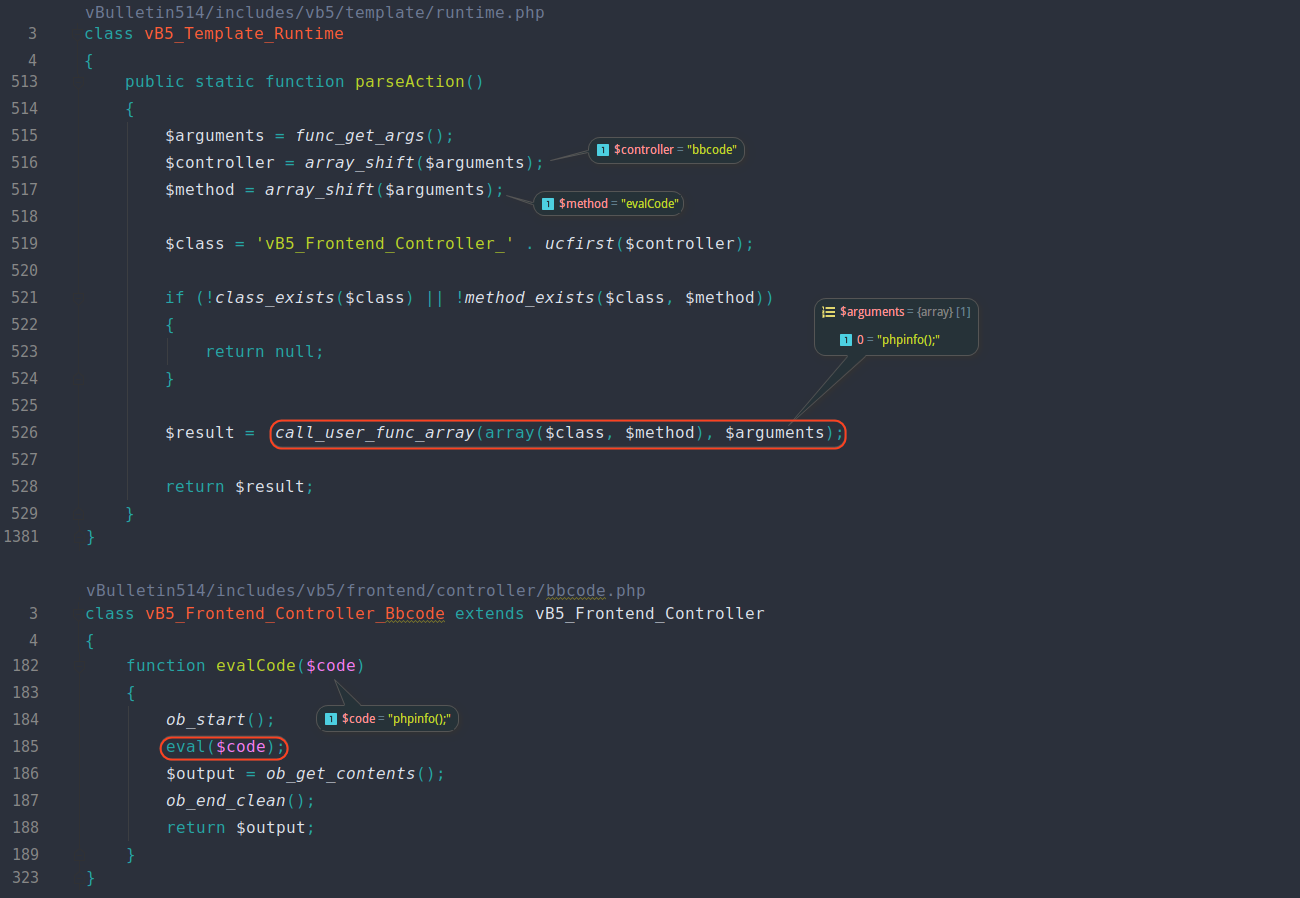 vBulletin514/includes/vb5/template/runtime.php
3 class vB5_Template_Runtime
4 {
513 public static function parseAction()
514 {
515 $arguments = func_get_args();
516 $controller = array_shift($arguments);
1 $controller = "bbcode"
517 $method = array_shift($arguments);
1 $method = "evalCode"
518
519 $class = 'vB5_Frontend_Controller_' . ucfirst($controller);
520
521 if (!class_exists($class) || !method_exists($class, $method))
$arguments = {array} [1]
522 {
523 return null;
1 0 = "phpinfo();"
524 }
525
526 $result = call_user_func_array(array($class, $method), $arguments);
527
528 return $result;
529 }
1381 }
vBulletin514/includes/vb5/frontend/controller/bbcode.php
3 class vB5_Frontend_Controller_Bbcode extends vB5_Frontend_Controller
4 {
182 function evalCode($code)
183 {
184 ob_start();
1 $code = "phpinfo();"
185 eval($code);
186 $output = ob_get_contents();
187 ob_end_clean();
188 return $output;
189 }
323 }